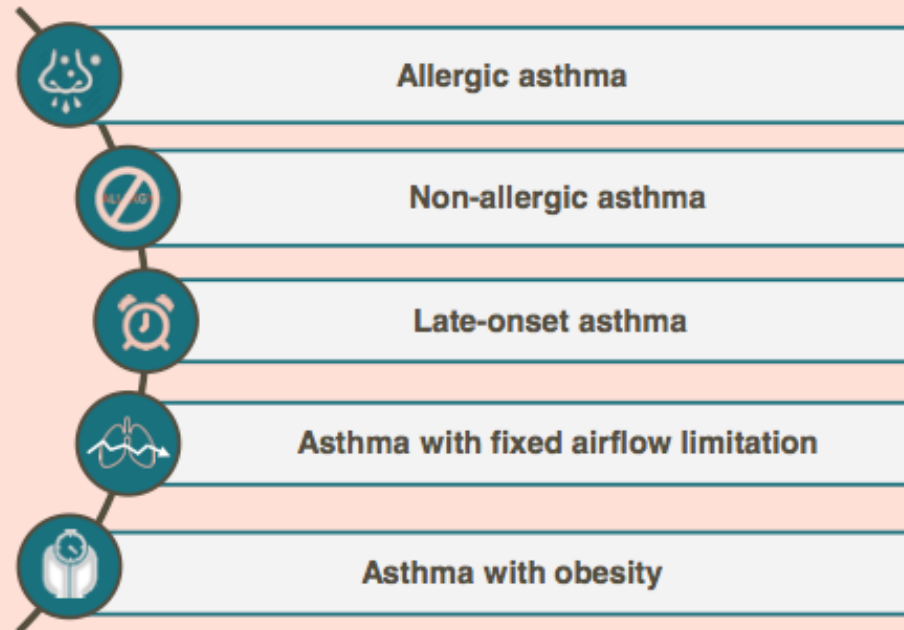 Allergic asthma
Non-allergic asthma
Late-onset asthma
Asthma with fixed airflow limitation
Asthma with obesity